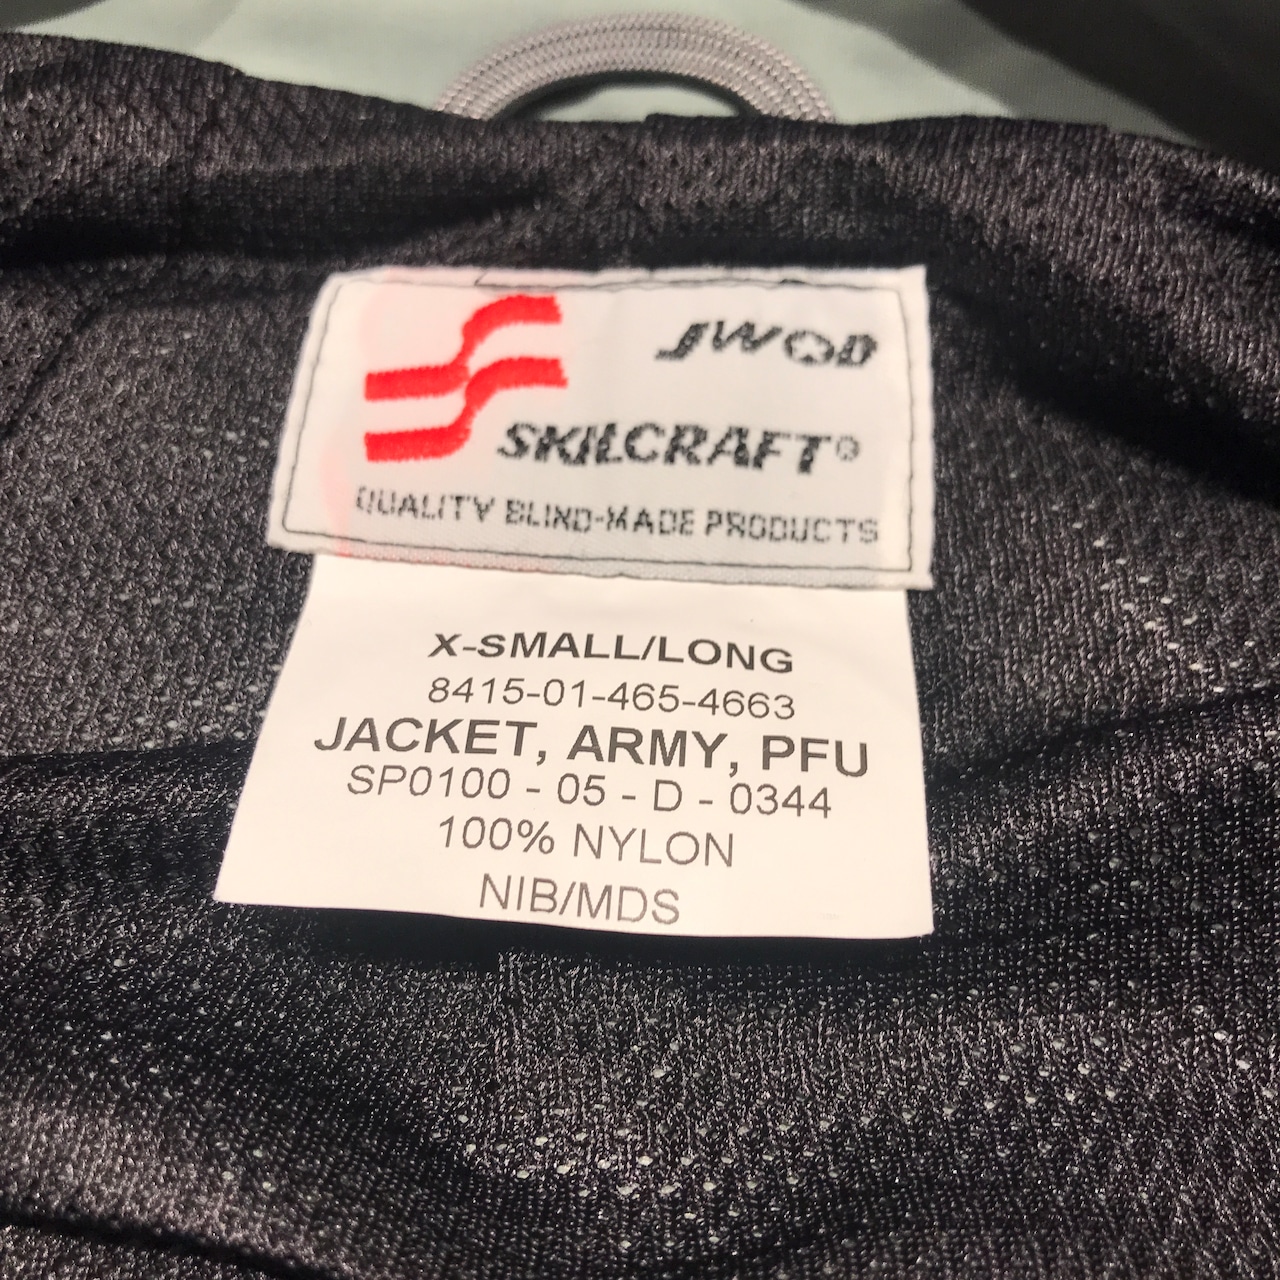 JWOD
SKILCRAFT®
QUALITY BLIND-MADE PRODUCTS
X-SMALL/LONG
8415-01-465-4663
JACKET, ARMY, PFU
SP0100 - 05 - D - 0344
100% NYLON
NIB/MDS